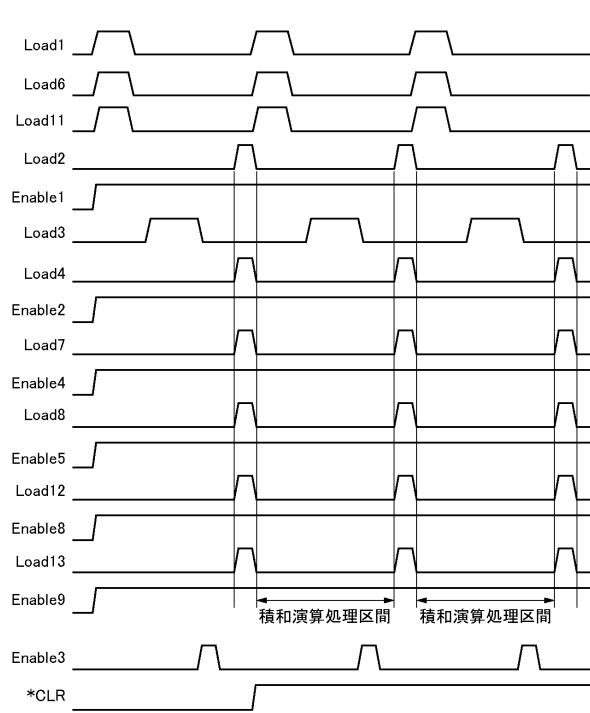 Load1
Load6
Load11
Load2
Enable1
Load3
Load4
Enable2
Load7
Enable4
Load8
Enable5
Load12
Enable8
Load13
Enable9
積和演算処理区間 積和演算処理区間
Enable3
*CLR